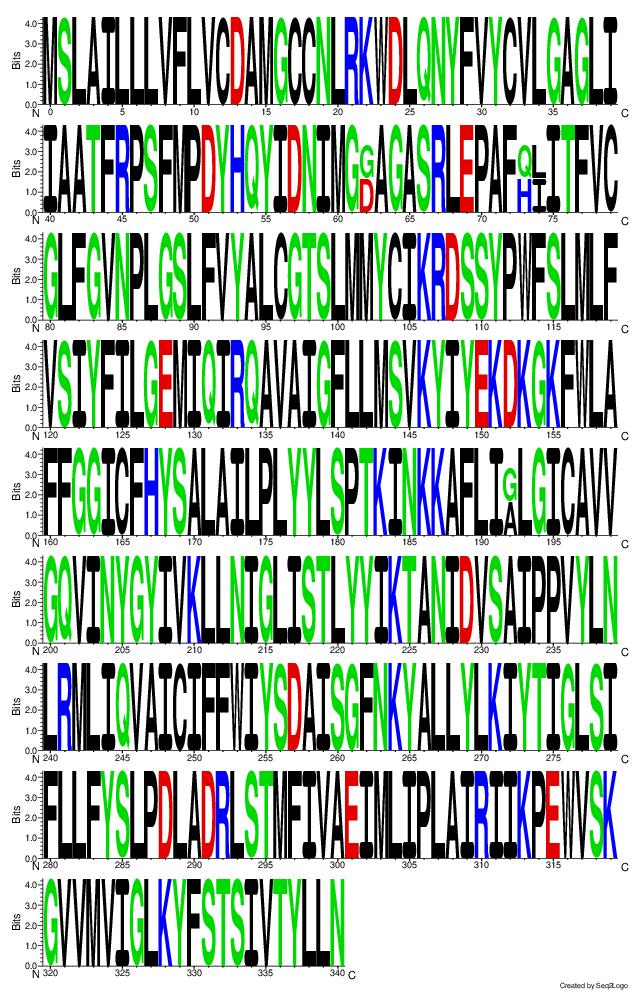 4.0
3.0
2.0
1.0
0.0
Bits
MSLAILLLVFLVCDAMGCCNLRKWDLQNYFVYCVLGAGLI
N 0 5 10 15 20 25 30 35 C
4.0
3.0
2.0
1.0
0.0
Bits
IAATFRPSFMPDYHQYIDNIMGGAGASRLEPAFQLITFVC
D H I
N 40 45 50 55 60 65 70 75 C
4.0
3.0
2.0
1.0
0.0
Bits
GLFGVNPLGSLFVYALCGTSLMMYCIKRDSSYPWFSLMLF
N 80 85 90 95 100 105 110 115 C
4.0
3.0
2.0
1.0
0.0
Bits
VSIYFILGEMIQIRQAVAIGFLLMSVKYIYEKDKGKFWLA
N 120 125 130 135 140 145 150 155 C
4.0
3.0
2.0
1.0
0.0
Bits
FFGGICFHYSALAILPLYYLSPTKINKKAFLIGLGICAVV
A
N 160 165 170 175 180 185 190 195 C
4.0
3.0
2.0
1.0
0.0
Bits
GQVINYGYIVKLLNIGLISTLYYIKTANIDVSAIPPVYLN
N 200 205 210 215 220 225 230 235 C
4.0
3.0
2.0
1.0
0.0
Bits
LRMLIQVAICIFFWIYSDAISGFNKYALLYLKIYTIGLSI
N 240 245 250 255 260 265 270 275 C
4.0
3.0
2.0
1.0
0.0
Bits
FLLFYSLPDLADRLSTMFIVAEIMLIPLAIRIIKPEWVSK
N 280 285 290 295 300 305 310 315 C
4.0
3.0
2.0
1.0
0.0
Bits
GVVMVIGLKYFSTSIVTYLLN
N 320 325 330 335 340 C
Created by Seq2Logo